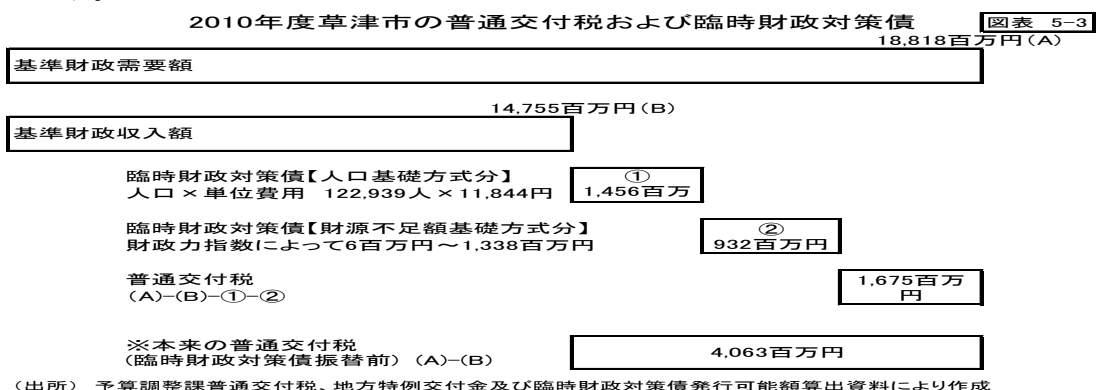 2010年度草津市の普通交付税および臨時財政対策債
図表 5-3
18,818百万円(A)
基準財政需要額
14,755百万円(B)
基準財政収入額
臨時財政対策債【人口基礎方式分】
人口×単位費用 122,939人×11,844円
①
1,456百万
臨時財政対策債【財源不足額基礎方式分】
財政力指数によって6百万円～1,338百万円
②
932百万円
普通交付税
(A)-(B)-①-②
1,675百万
円
※本来の普通交付税
(臨時財政対策債振替前) (A)-(B)
4,063百万円
(出所) 予算調整課普通交付税、地方特例交付金及び臨時財政対策債発行可能額算出資料により作成